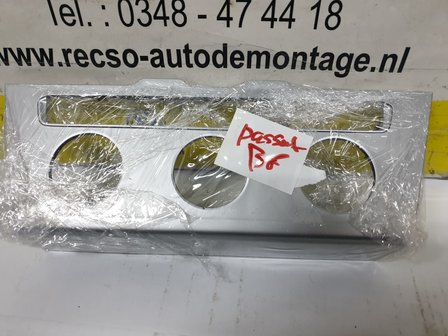 Tel.: 0348 - 47 44 18
www.recso-autodemontage.nl
passat
B6